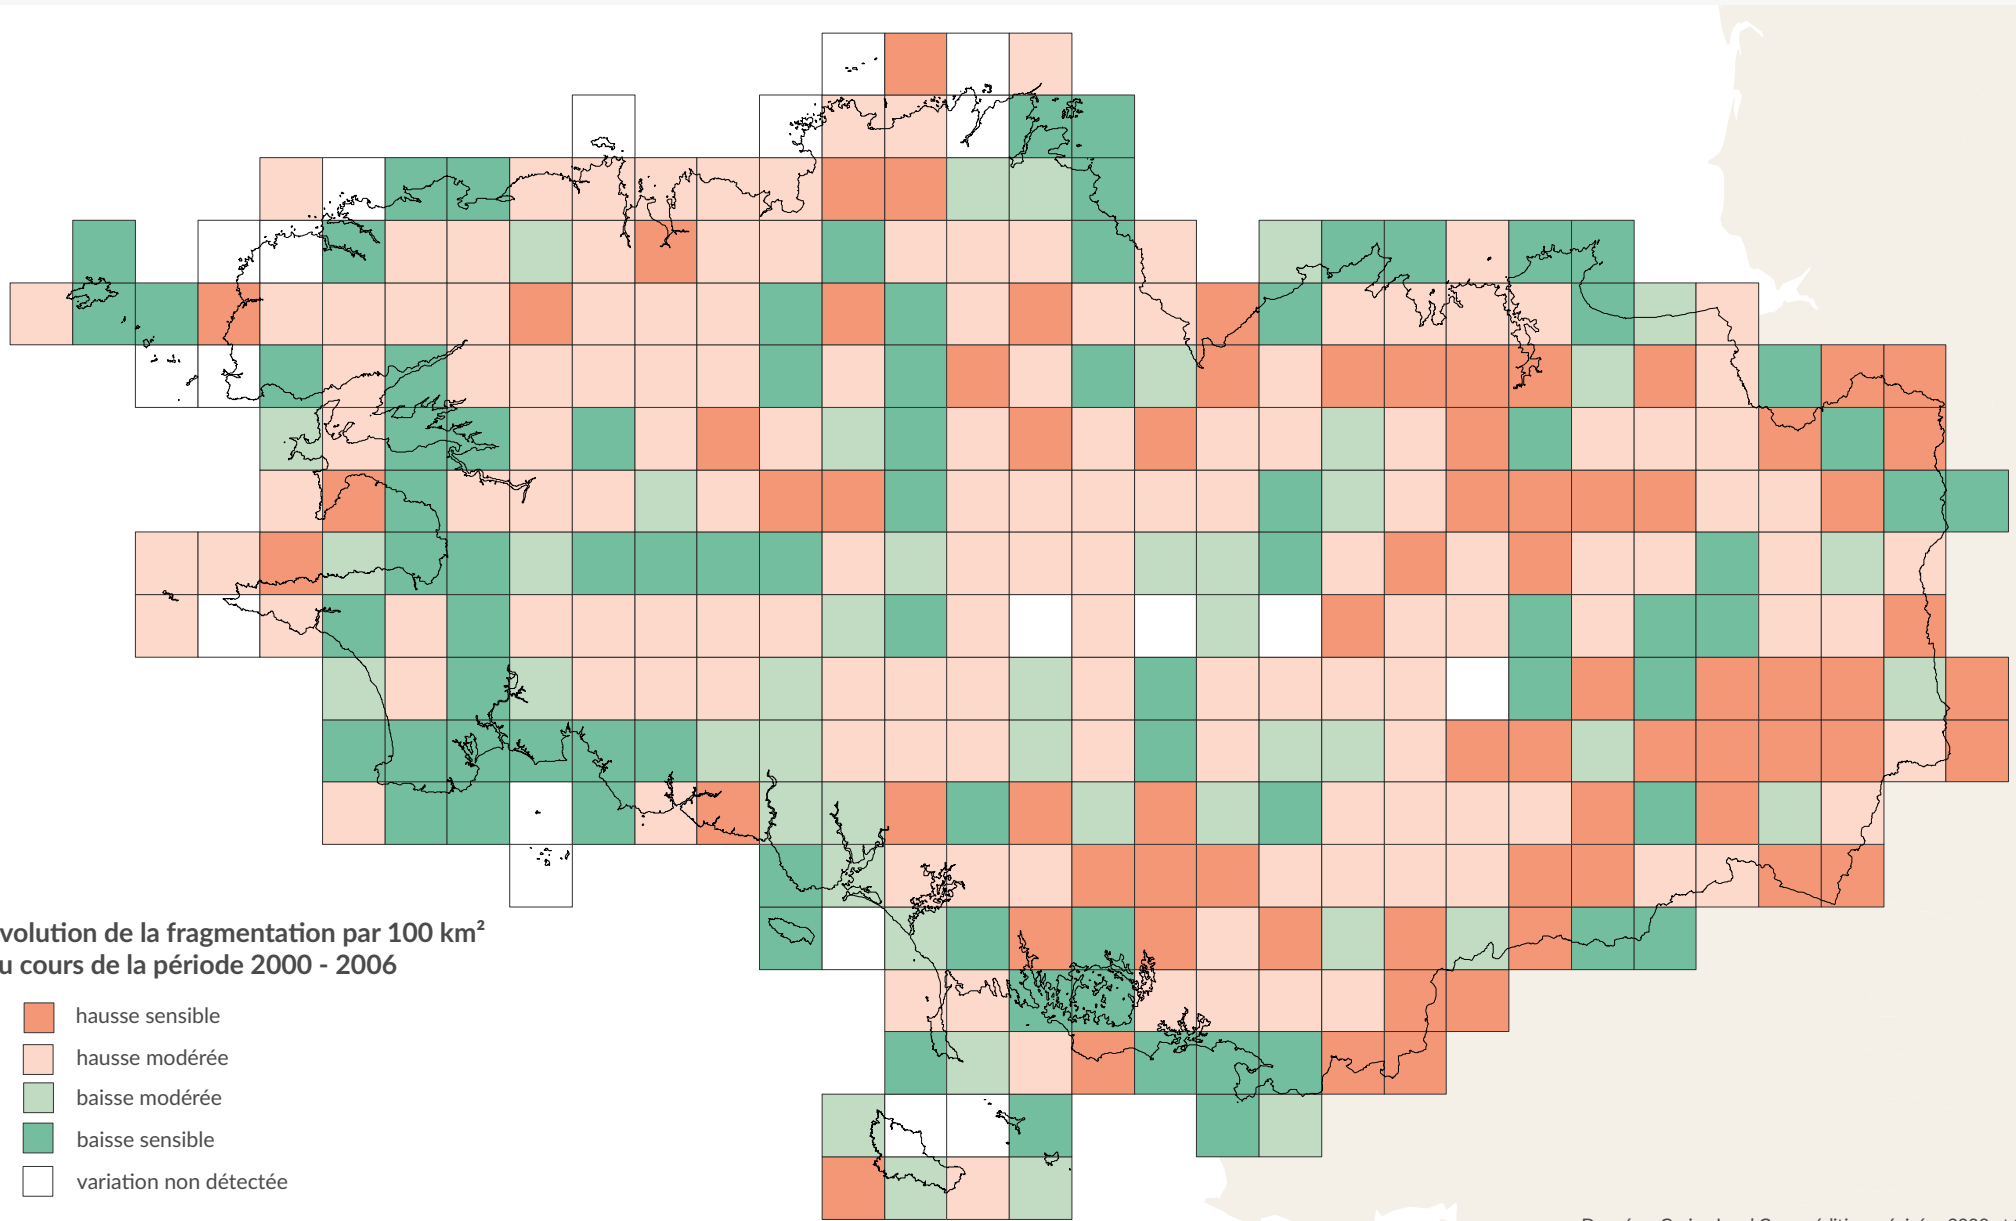 volution de la fragmentation par 100 km²
u cours de la période 2000 - 2006
hausse sensible
hausse modérée
baisse modérée
baisse sensible
variation non détectée